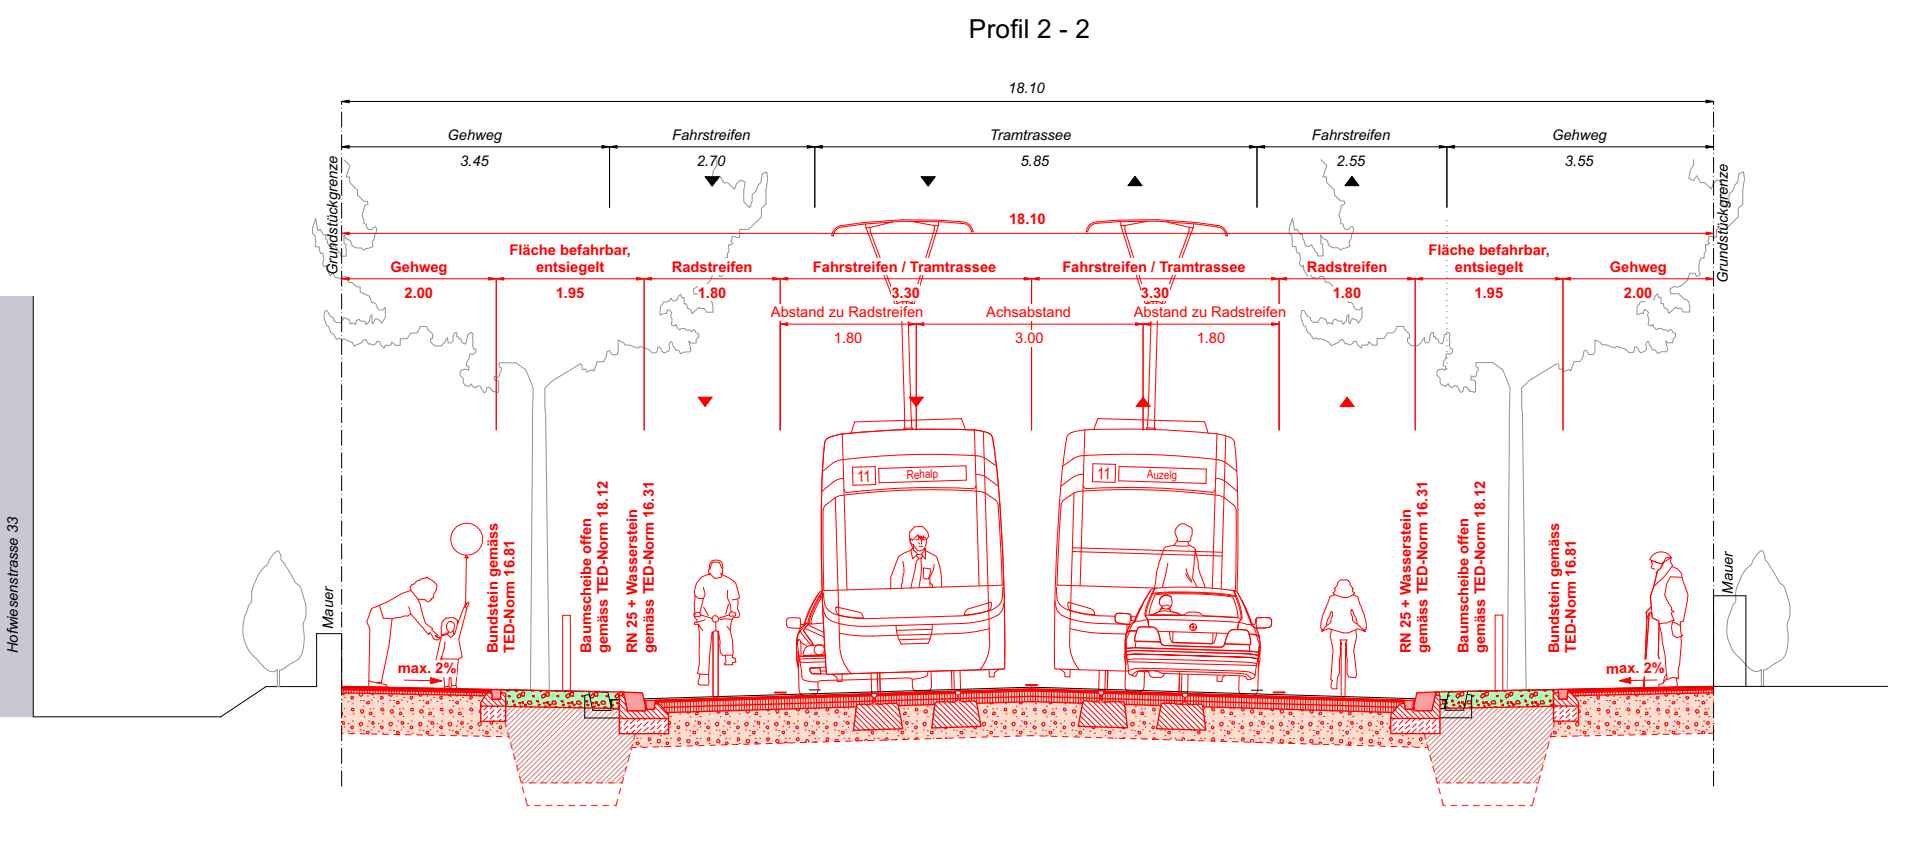 Profil 2 - 2
18.10
Gehweg
Fahrstreifen
Tramtrassee
Fahrstreifen
Gehweg
3.45
2.70
5.85
2.55
3.55
Grundstückgrenze
Grundstückgrenze
18.10
Gehweg
Fläche befahrbar,
entsiegelt
Radstreifen
Fahrstreifen / Tramtrassee
Fahrstreifen / Tramtrassee
Radstreifen
Fläche befahrbar,
entsiegelt
Gehweg
2.00
1.95
1.80
3.30
3.30
1.80
1.95
2.00
Abstand zu Radstreifen
Achsabstand
Abstand zu Radstreifen
1.80
3.00
1.80
11
Rehalp
11
Auzelg
Hofwiesenstrasse 33
Mauer
Bundstein gemäss
TED-Norm 16.81
Baumscheibe offen
gemäss TED-Norm 18.12
RN 25 + Wasserstein
gemäss TED-Norm 16.31
RN 25 + Wasserstein
gemäss TED-Norm 16.31
Baumscheibe offen
gemäss TED-Norm 18.12
Bundstein gemäss
TED-Norm 16.81
Mauer
max. 2%
max. 2%